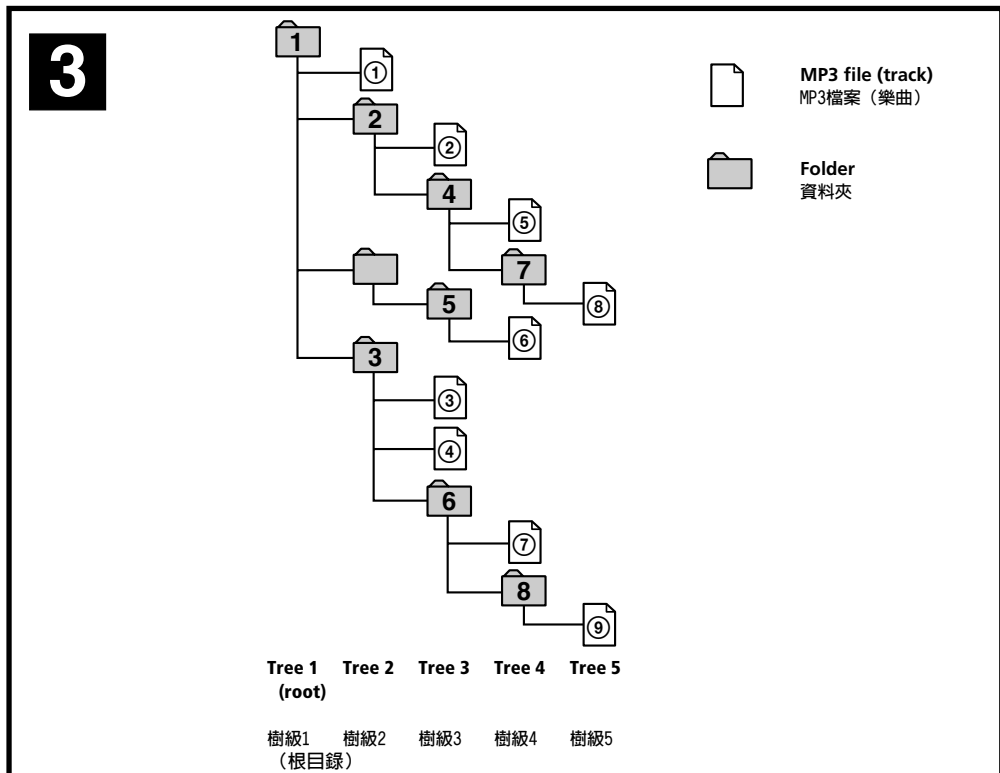 3
1
①
2
②
4
⑤
7
⑧
5
⑥
3
③
④
6
⑦
8
⑨
MP3 file (track)
MP3檔案（樂曲）
Folder
資料夾
Tree 1 Tree 2 Tree 3 Tree 4 Tree 5
(root)
樹級1 樹級2 樹級3 樹級4 樹級5
（根目錄）